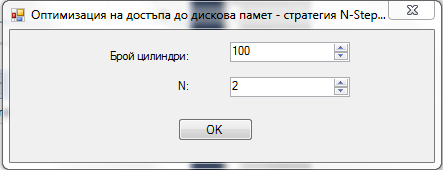 Оптимизация на достъпа до дискова памет - стратегия N-Step...
Брой цилиндри: 100
N: 2
OK